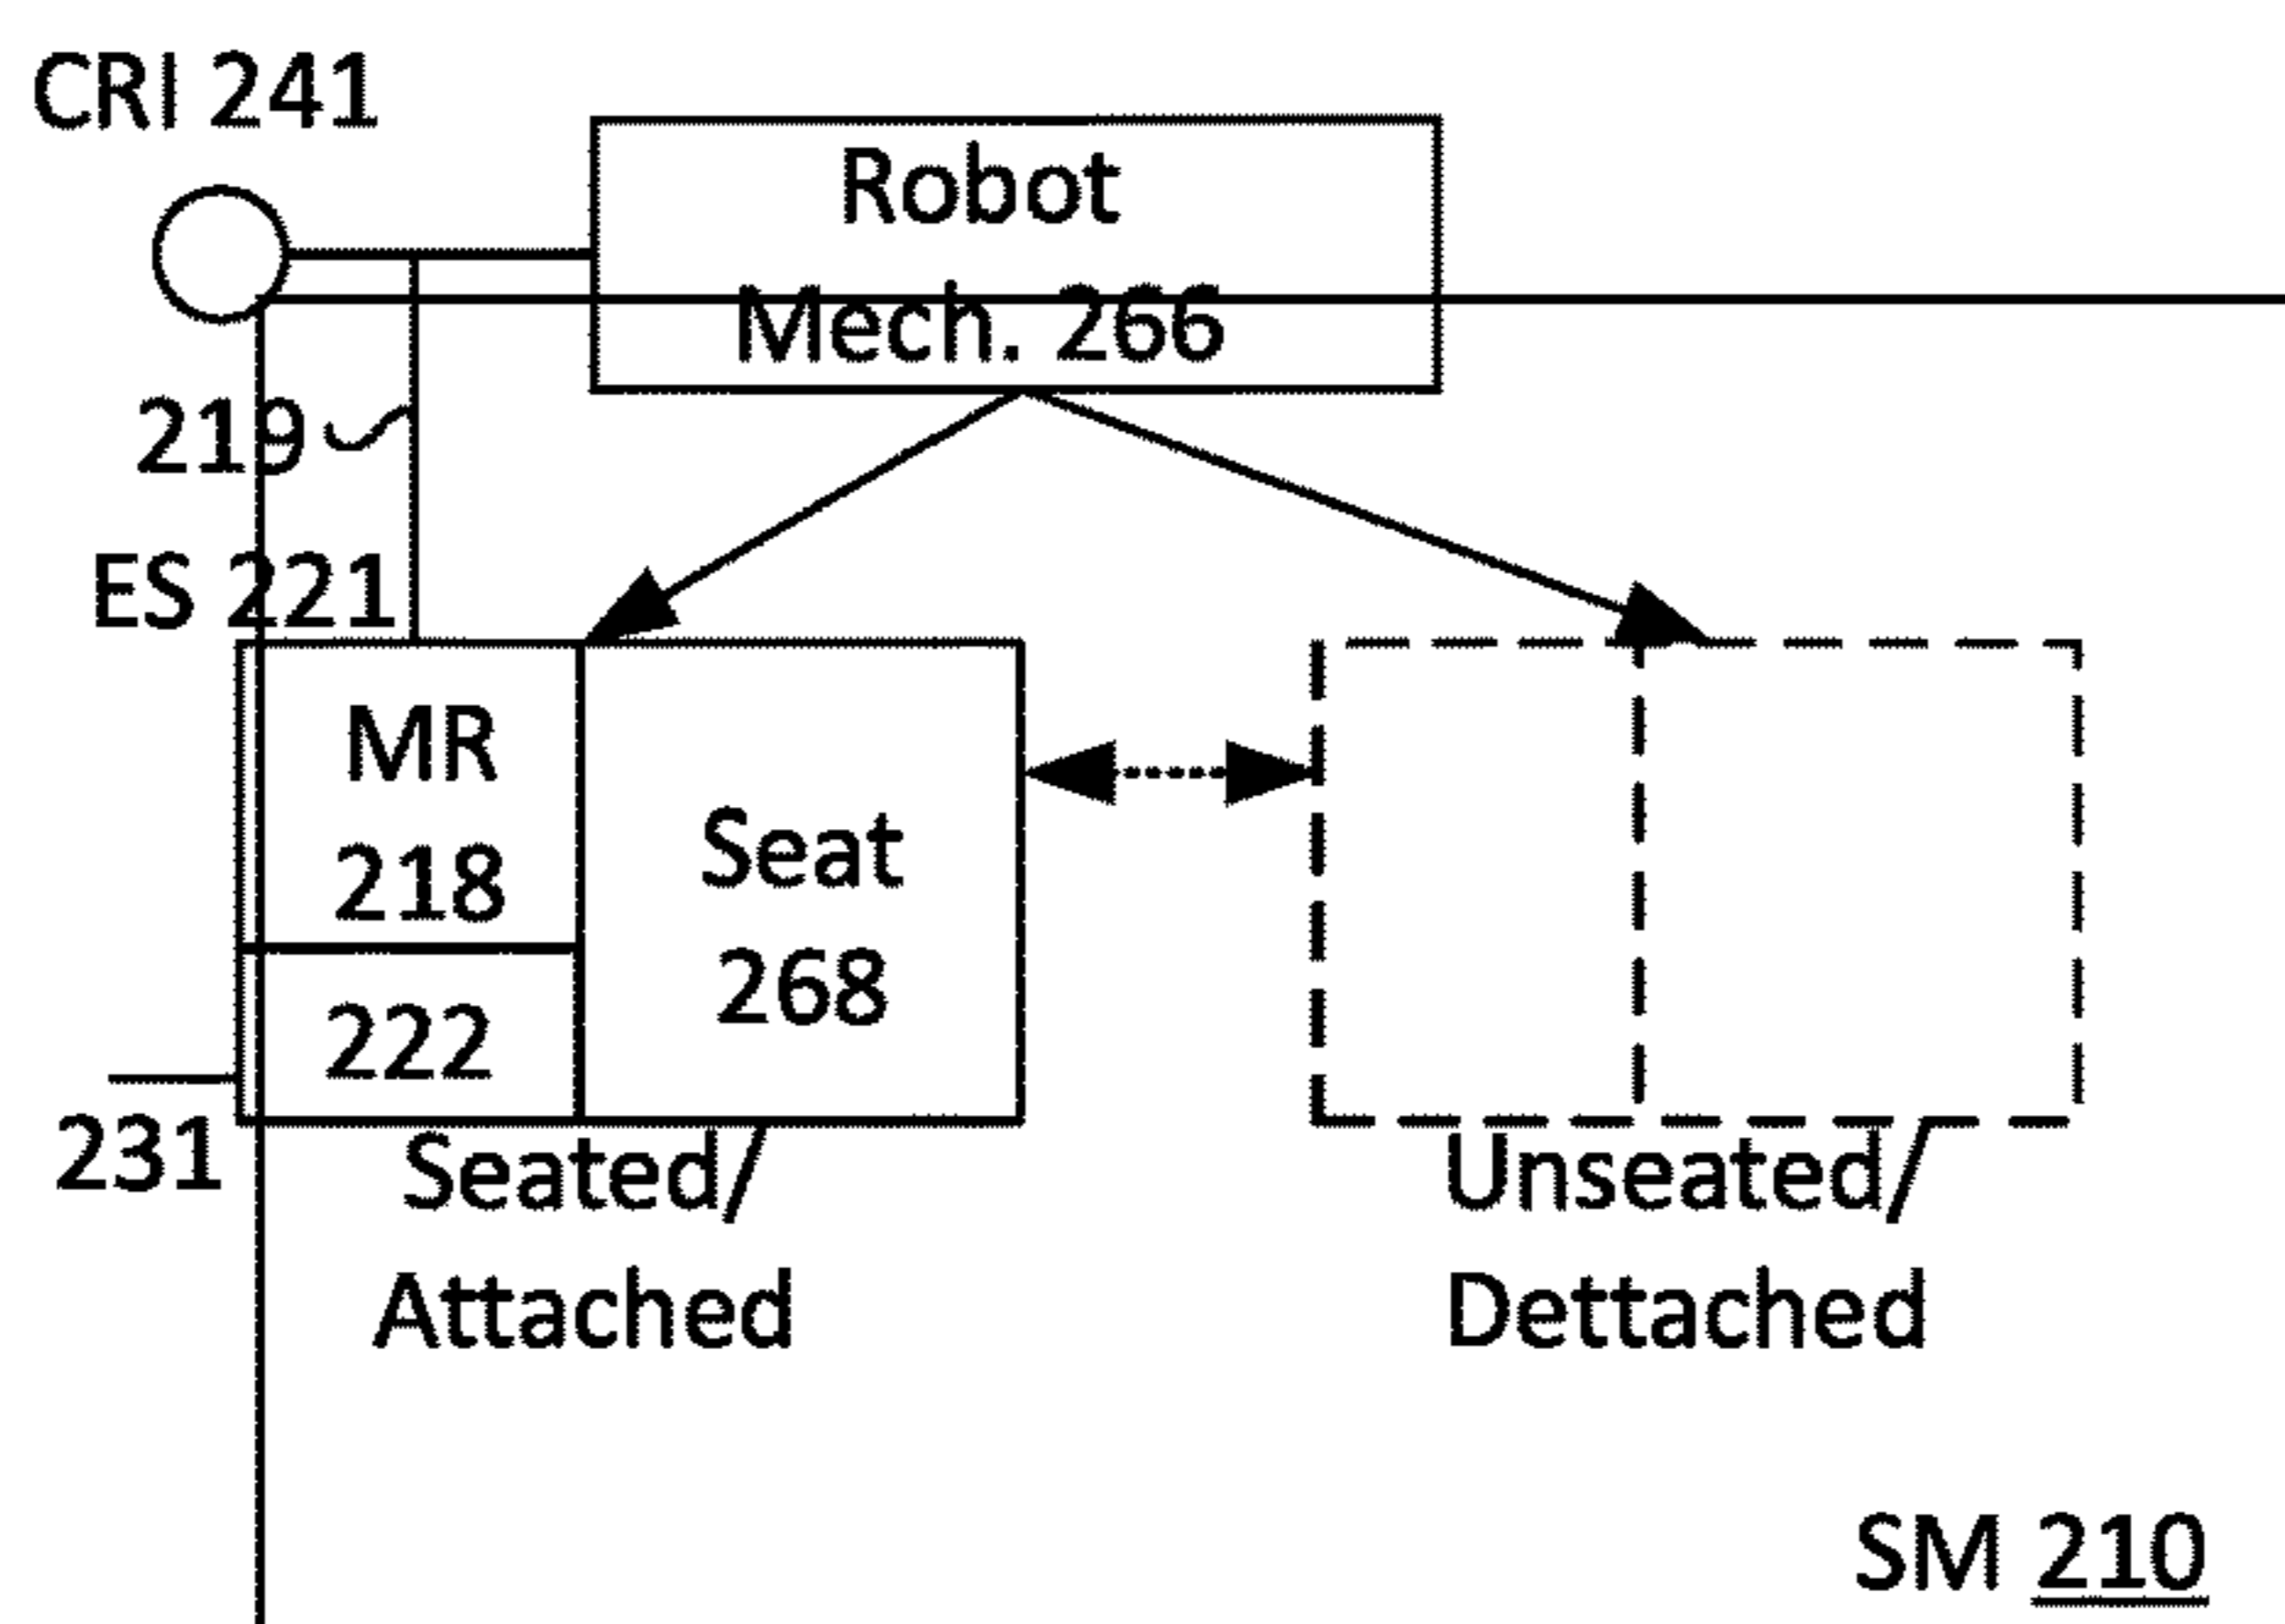 CRI 241
Robot
Mech. 266
219
ES 221
MR
218
Seat
268
222
231
Seated/
Attached
Unseated/
Dettached
SM 210